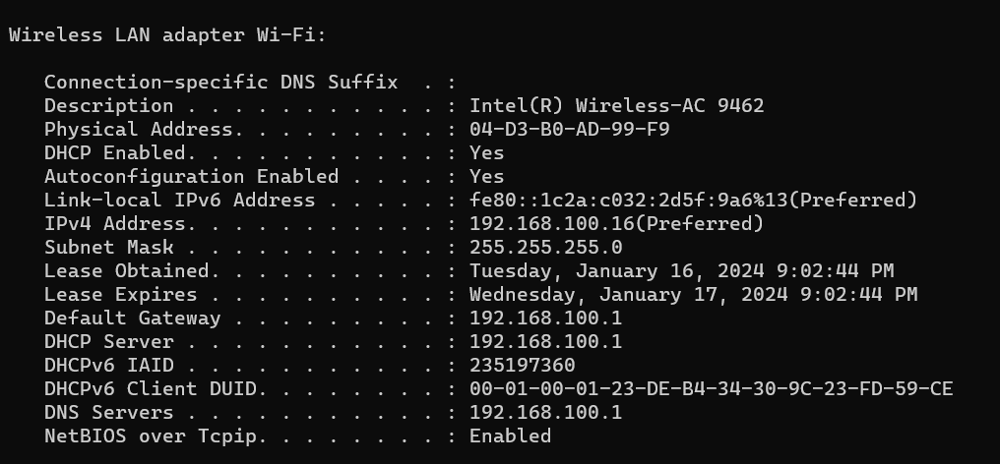 Wireless LAN adapter Wi-Fi:
Connection-specific DNS Suffix  . :
Description . . . . . . . . . . . : Intel(R) Wireless-AC 9462
Physical Address. . . . . . . . . : 04-D3-B0-AD-99-F9
DHCP Enabled. . . . . . . . . . . : Yes
Autoconfiguration Enabled . . . . : Yes
Link-local IPv6 Address . . . . . : fe80::1c2a:c032:2d5f:9a6%13(Preferred)
IPv4 Address. . . . . . . . . . . : 192.168.100.16(Preferred)
Subnet Mask . . . . . . . . . . . : 255.255.255.0
Lease Obtained. . . . . . . . . . : Tuesday, January 16, 2024 9:02:44 PM
Lease Expires . . . . . . . . . . : Wednesday, January 17, 2024 9:02:44 PM
Default Gateway . . . . . . . . . : 192.168.100.1
DHCP Server . . . . . . . . . . . : 192.168.100.1
DHCPv6 IAID . . . . . . . . . . . : 235197360
DHCPv6 Client DUID. . . . . . . . : 00-01-00-01-23-DE-B4-34-30-9C-23-FD-59-CE
DNS Servers . . . . . . . . . . . : 192.168.100.1
NetBIOS over Tcpip. . . . . . . . : Enabled